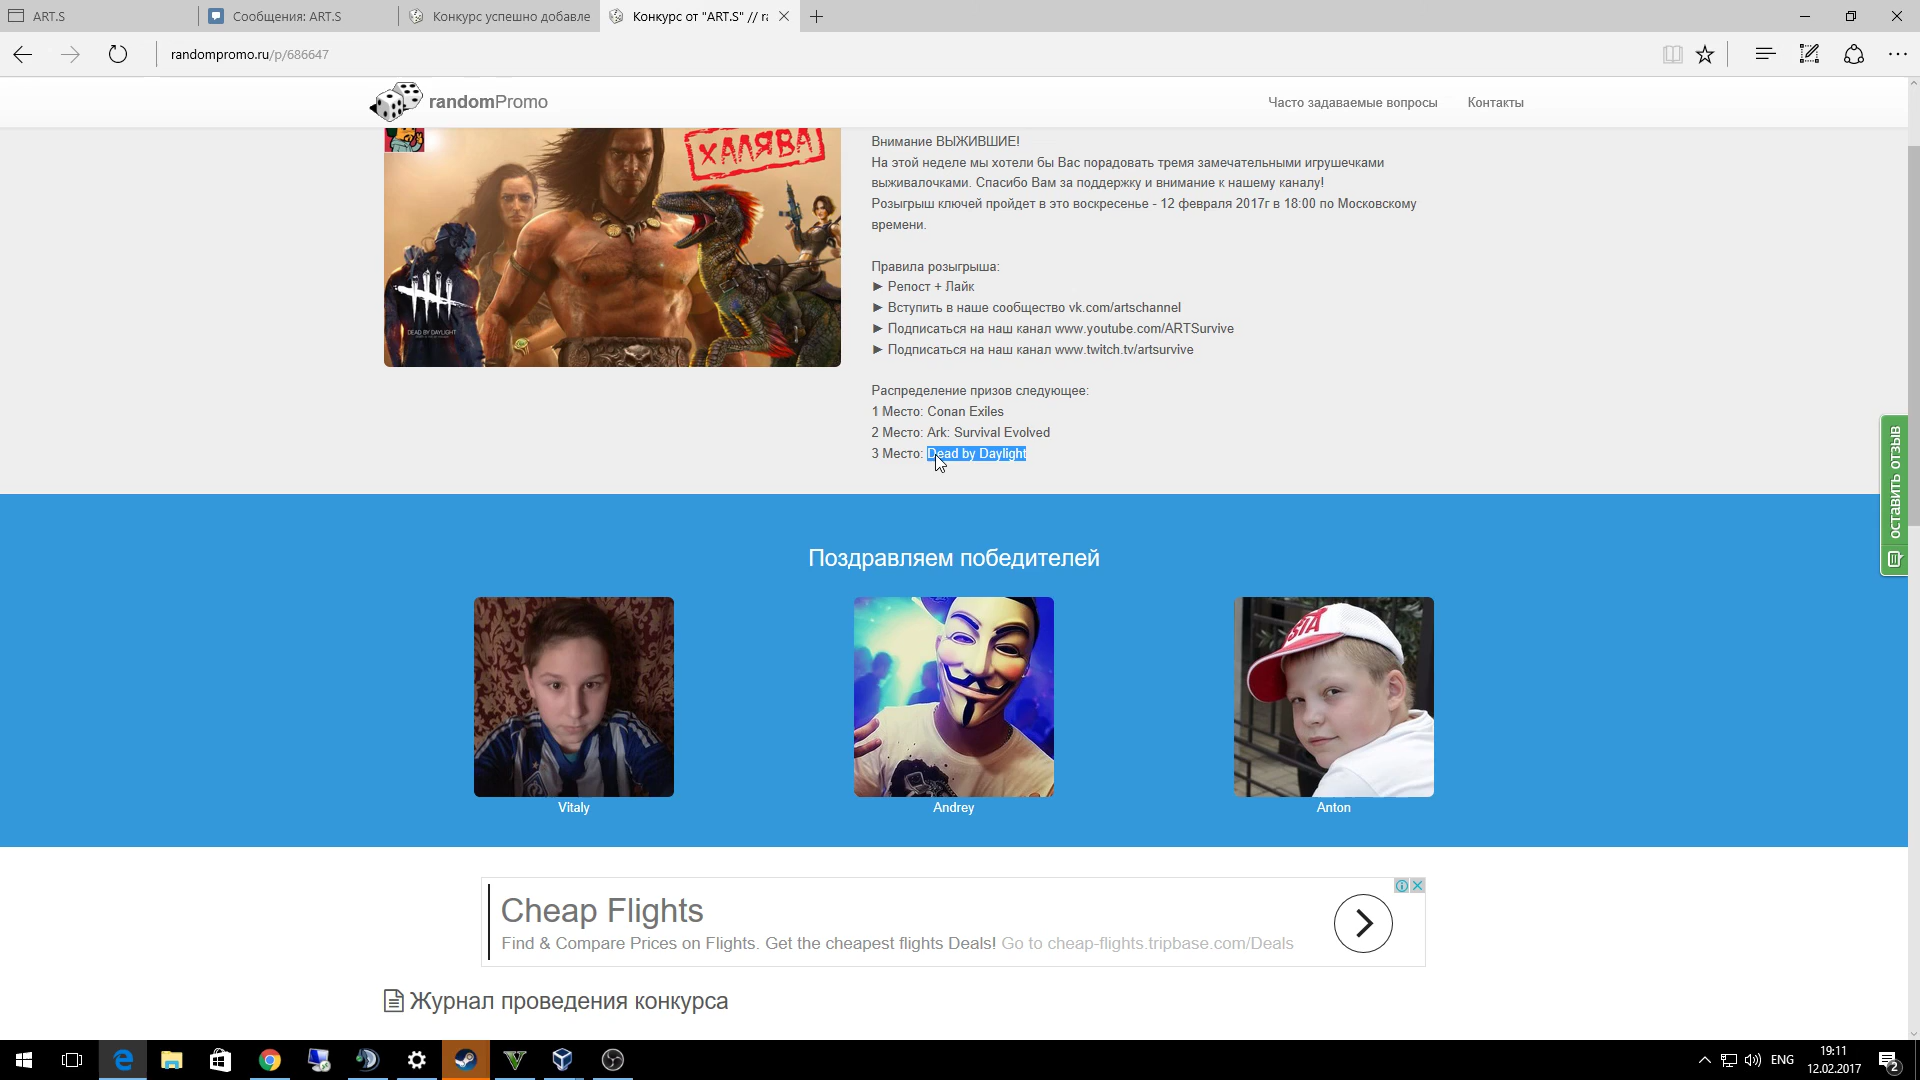 ART.S
Сообщения: ART.S
Конкурс успешно добавле
Конкурс от "ART.S" // ra
randompromo.ru/p/686647
randomPromo
Часто задаваемые вопросы
Контакты
ХАЛЯВА
DEAD BY DAYLIGHT
Внимание ВЫЖИВШИЕ!
На этой неделе мы хотели бы Вас порадовать тремя замечательными игрушечками
выживалочками. Спасибо Вам за поддержку и внимание к нашему каналу!
Розыгрыш ключей пройдет в это воскресенье - 12 февраля 2017г в 18:00 по Московскому
времени.
Правила розыгрыша:
► Репост + Лайк
► Вступить в наше сообщество vk.com/artschannel
► Подписаться на наш канал www.youtube.com/ARTSurvive
► Подписаться на наш канал www.twitch.tv/artsurvive
Распределение призов следующее:
1 Место: Conan Exiles
2 Место: Ark: Survival Evolved
3 Место: Dead by Daylight
оставить отзыв
Поздравляем победителей
Vitaly
Andrey
Anton
Cheap Flights
Find & Compare Prices on Flights. Get the cheapest flights Deals! Go to cheap-flights.tripbase.com/Deals
Журнал проведения конкурса
ENG
19:11
12.02.2017
2